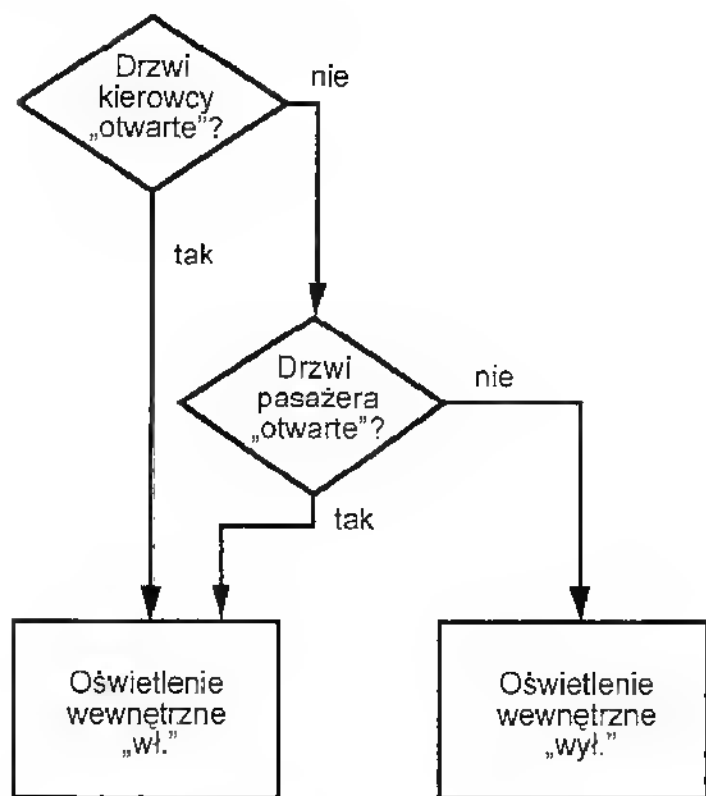 Drzwi
kierowcy
„otwarte”?
nie
tak
Drzwi
pasażera
„otwarte”?
nie
tak
Oświetlenie
wewnętrzne
„wł.”
Oświetlenie
wewnętrzne
„wył.”